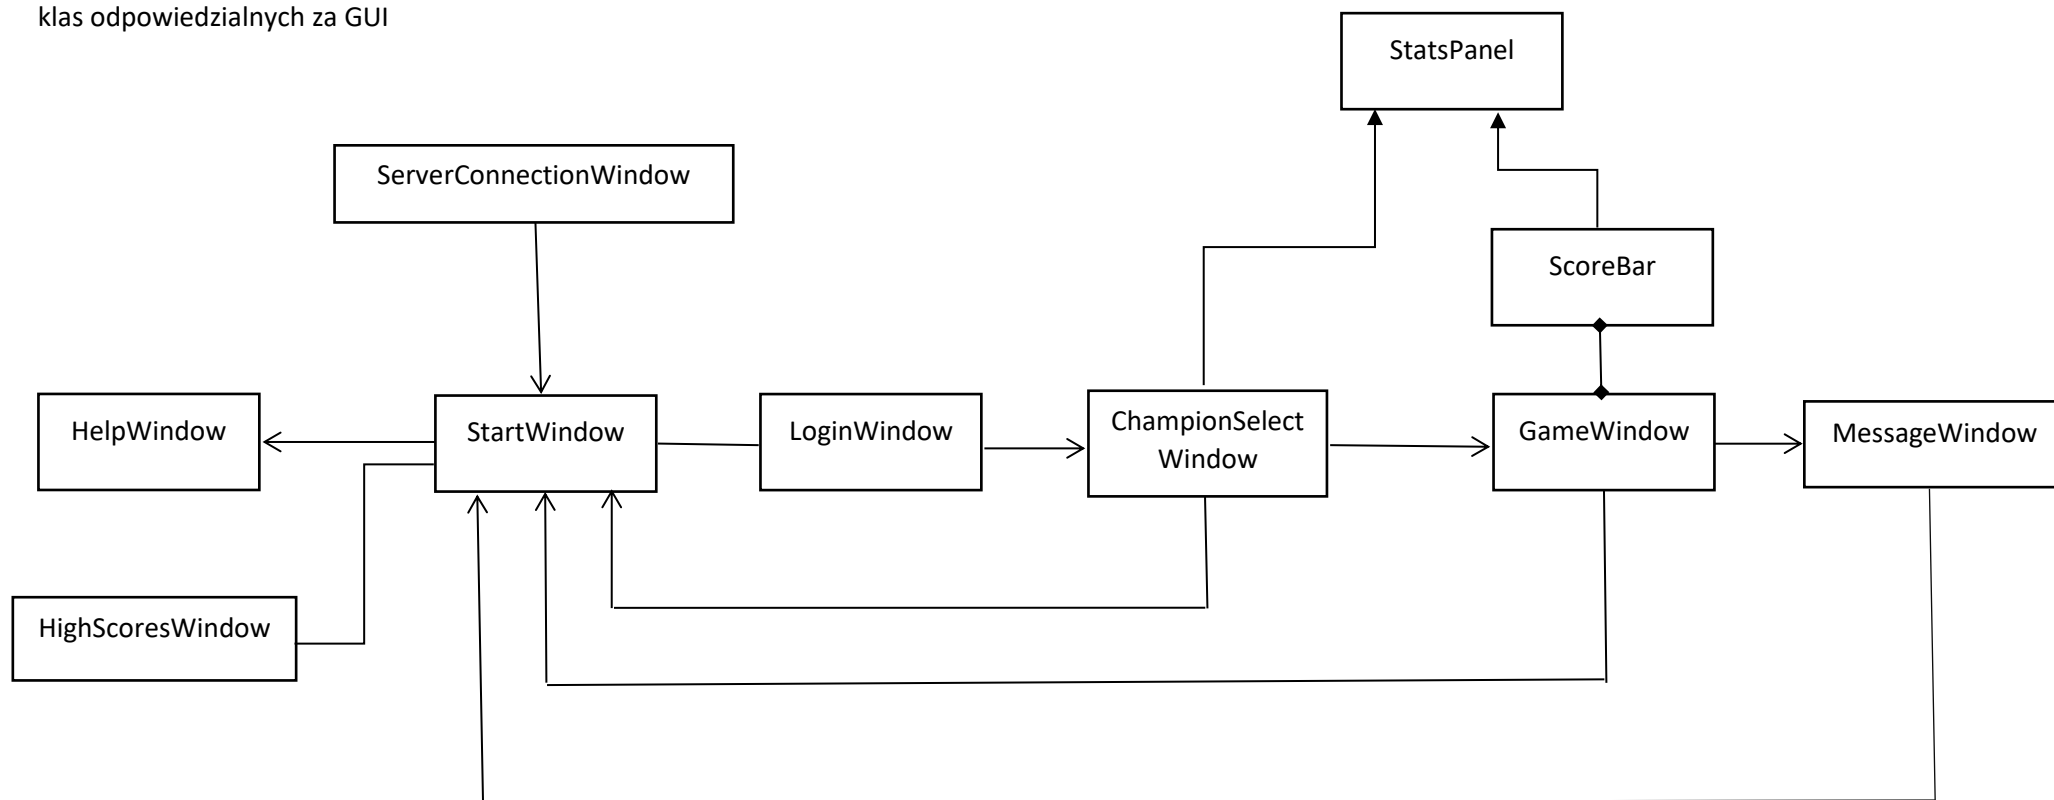 klas odpowiedzialnych za GUI
StatsPanel
ServerConnectionWindow
ScoreBar
HelpWindow
StartWindow
LoginWindow
ChampionSelect
Window
GameWindow
MessageWindow
HighScoresWindow